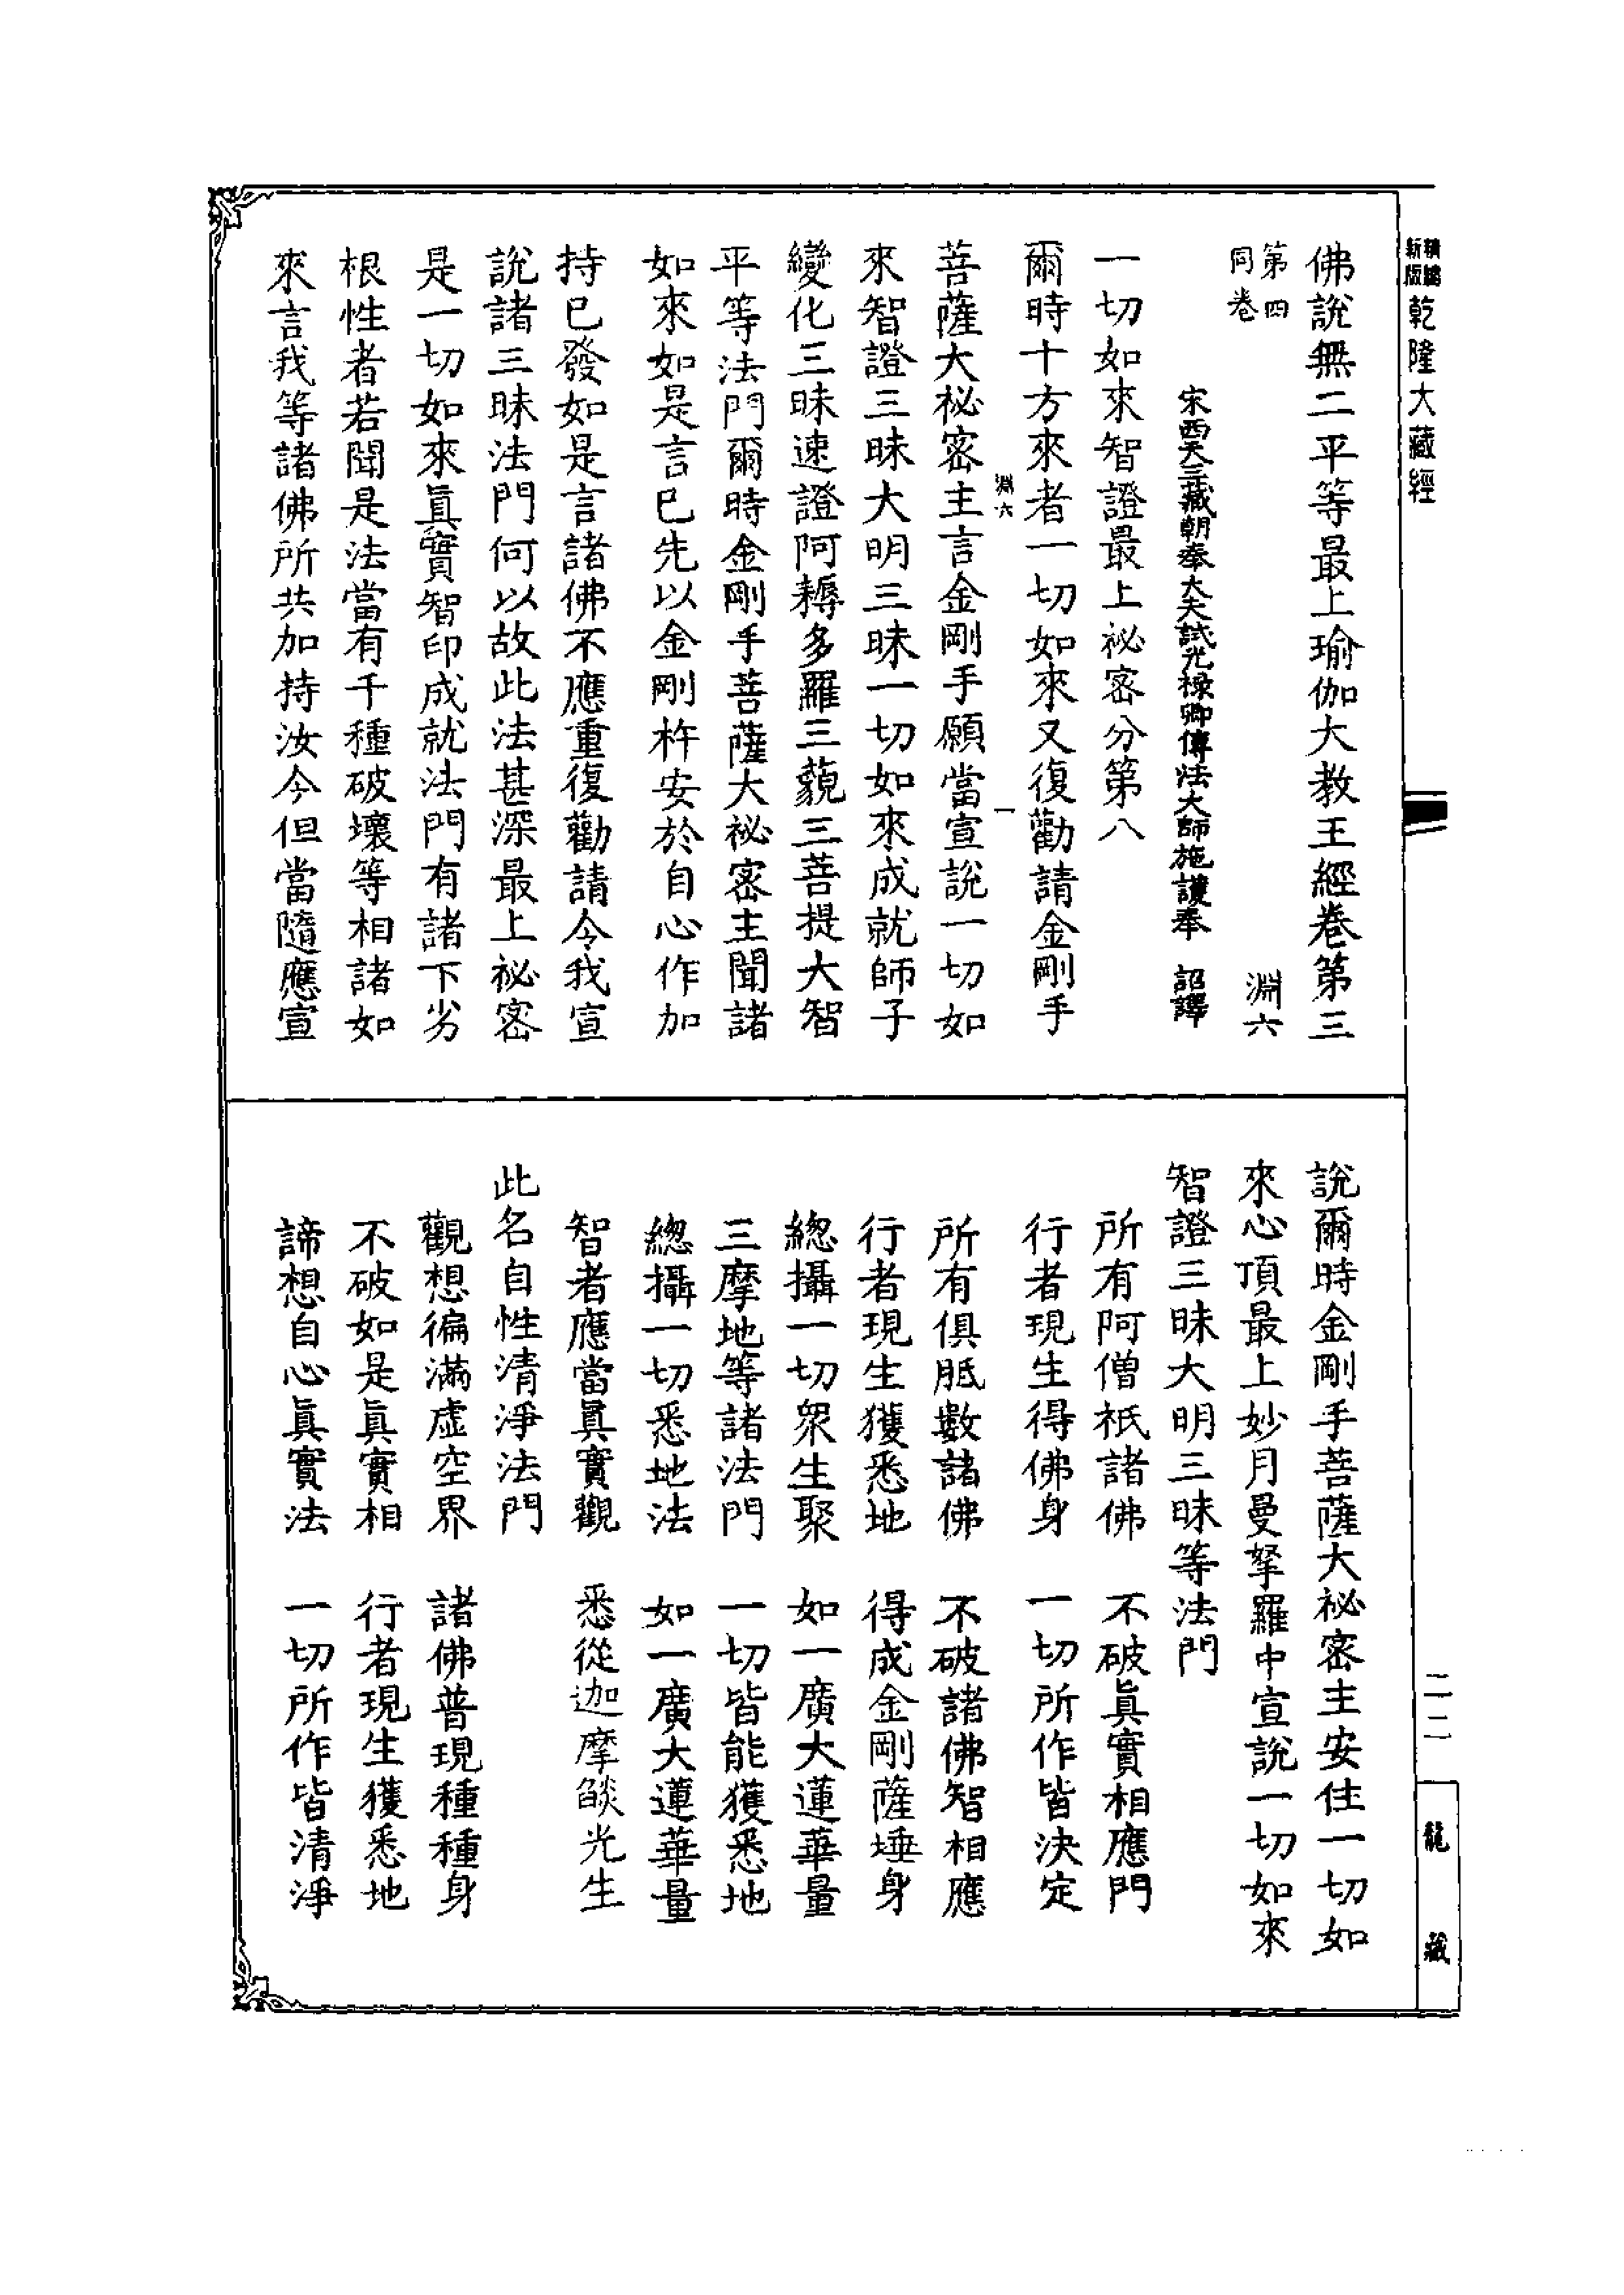 新編縮版乾隆大藏經
佛說無二平等最上瑜伽大教王經卷第三
第四同卷
淵六
宋西天三藏朝奉大夫試光祿卿傳法大師施護奉 詔譯
一切如來智證最上祕密分第八
爾時十方來者一切如來又復勸請金剛手
淵六 一
菩薩大祕密主言金剛手願當宣說一切如
來智證三昧大明三昧一切如來成就師子
變化三昧速證阿耨多羅三藐三菩提大智
平等法門爾時金剛手菩薩大祕密主聞諸
如來如是言已先以金剛杵安於自心作加
持已發如是言諸佛不應重復勸請令我宣
說諸三昧法門何以故此法甚深最上祕密
是一切如來真實智印成就法門有諸下劣
根性者若聞是法當有千種破壞等相諸如
來言我等諸佛所共加持汝今但當隨應宣
說爾時金剛手菩薩大祕密主安住一切如
來心頂最上妙月曼拏羅中宣說一切如來
智證三昧大明三昧等法門
所有阿僧祇諸佛 不破眞實相應門
行者現生得佛身 一切所作皆決定
所有俱胝數諸佛 不破諸佛智相應
行者現生獲悉地 得成金剛薩埵身
總攝一切眾生聚 如一廣大蓮華量
三摩地等諸法門 一切皆能獲悉地
總攝一切悉地法 如一廣大蓮華量
智者應當眞實觀 悉從迦摩燄光生
此名自性清淨法門
觀想徧滿虛空界 諸佛普現種種身
不破如是眞實相 行者現生獲悉地
諦想自心眞實法 一切所作皆清淨
二二
龍藏